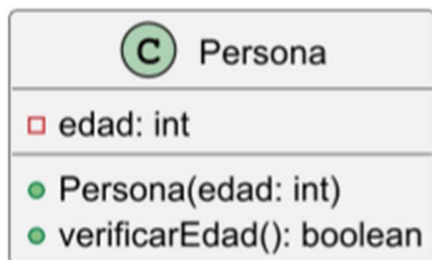 C Persona
edad: int
Persona(edad: int)
verificarEdad(): boolean